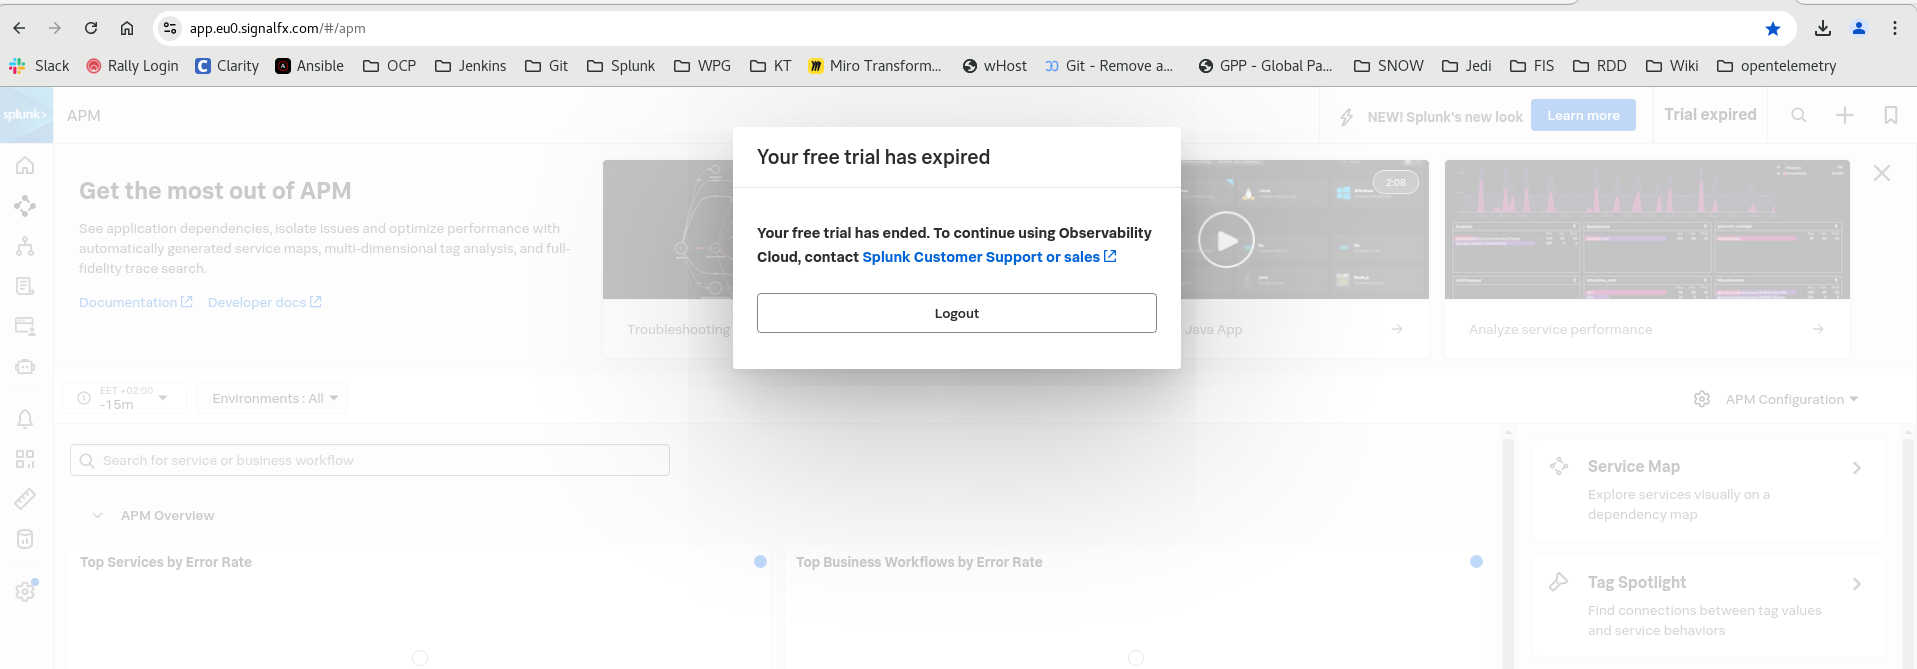 app.eu0.signalfx.com/#/apm
Slack Rally Login Clarity Ansible OCP Jenkins Git Splunk WPG KT Miro Transform... wHost Git - Remove a... GPP - Global Pa... SNOW Jedi FIS RDD Wiki opentelemetry
splunk> APM NEW! Splunk's new look Learn more Trial expired
Your free trial has expired
Your free trial has ended. To continue using Observability
Cloud, contact Splunk Customer Support or sales
Logout
Get the most out of APM
See application dependencies, isolate issues and optimize performance with
automatically generated service maps, multi-dimensional tag analysis, and full-
fidelity trace search.
Documentation Developer docs
2:08
Troubleshooting Java App Analyze service performance
EET +02:00
-15m
Environments : All
APM Configuration
Search for service or business workflow
APM Overview
Top Services by Error Rate
Top Business Workflows by Error Rate
Service Map
Explore services visually on a
dependency map
Tag Spotlight
Find connections between tag values
and service behaviors